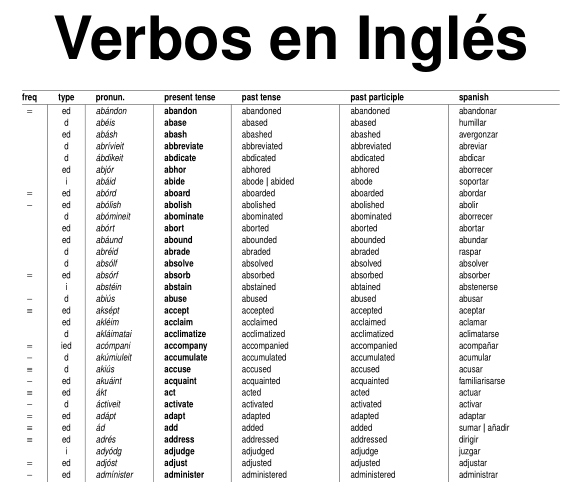 Verbos en Inglés
freq type pronun. present tense past tense past participle spanish
= ed abándon abandon abandoned abandoned abandonar
d abéis abase abased abased humillar
ed abásh abash abashed abashed avergonzar
d abrívieit abbreviate abbreviated abbreviated abreviar
d ábdikeit abdicate abdicated abdicated abdicar
ed abjór abhor abhored abhored aborrecer
i abáid abide abode | abided abode soportar
= ed abórd aboard aboarded aboarded abordar
– ed abólish abolish abolished abolished abolir
d abómineit abominate abominated abominated aborrecer
ed abórt abort aborted aborted abortar
ed abáund abound abounded abounded abundar
d abréid abrade abraded abraded raspar
d absólf absolve absolved absolved absolver
= ed absórf absorb absorbed absorbed absorber
i abstéin abstain abstained abtained abstenerse
– d abiús abuse abused abused abusar
≡ ed aksépt accept accepted accepted aceptar
ed akléim acclaim acclaimed acclaimed aclamar
d akláimatai acclimatize acclimatized acclimatized aclimatarse
= ied acómpani accompany accompanied accompanied acompañar
– d akúmiuleit accumulate accumulated accumulated acumular
≡ d akiús accuse accused accused acusar
– ed akuáint acquaint acquainted acquainted familiarisarse
≡ ed ákt act acted acted actuar
– d áctiveit activate activated activated activar
= ed adápt adapt adapted adapted adaptar
≡ ed ád add added added sumar | añadir
≡ ed adrés address addressed addressed dirigir
i adyódg adjudge adjudged adjudge juzgar
= ed adjóst adjust adjusted adjusted adjustar
– ed admínister administer administered administered administrar